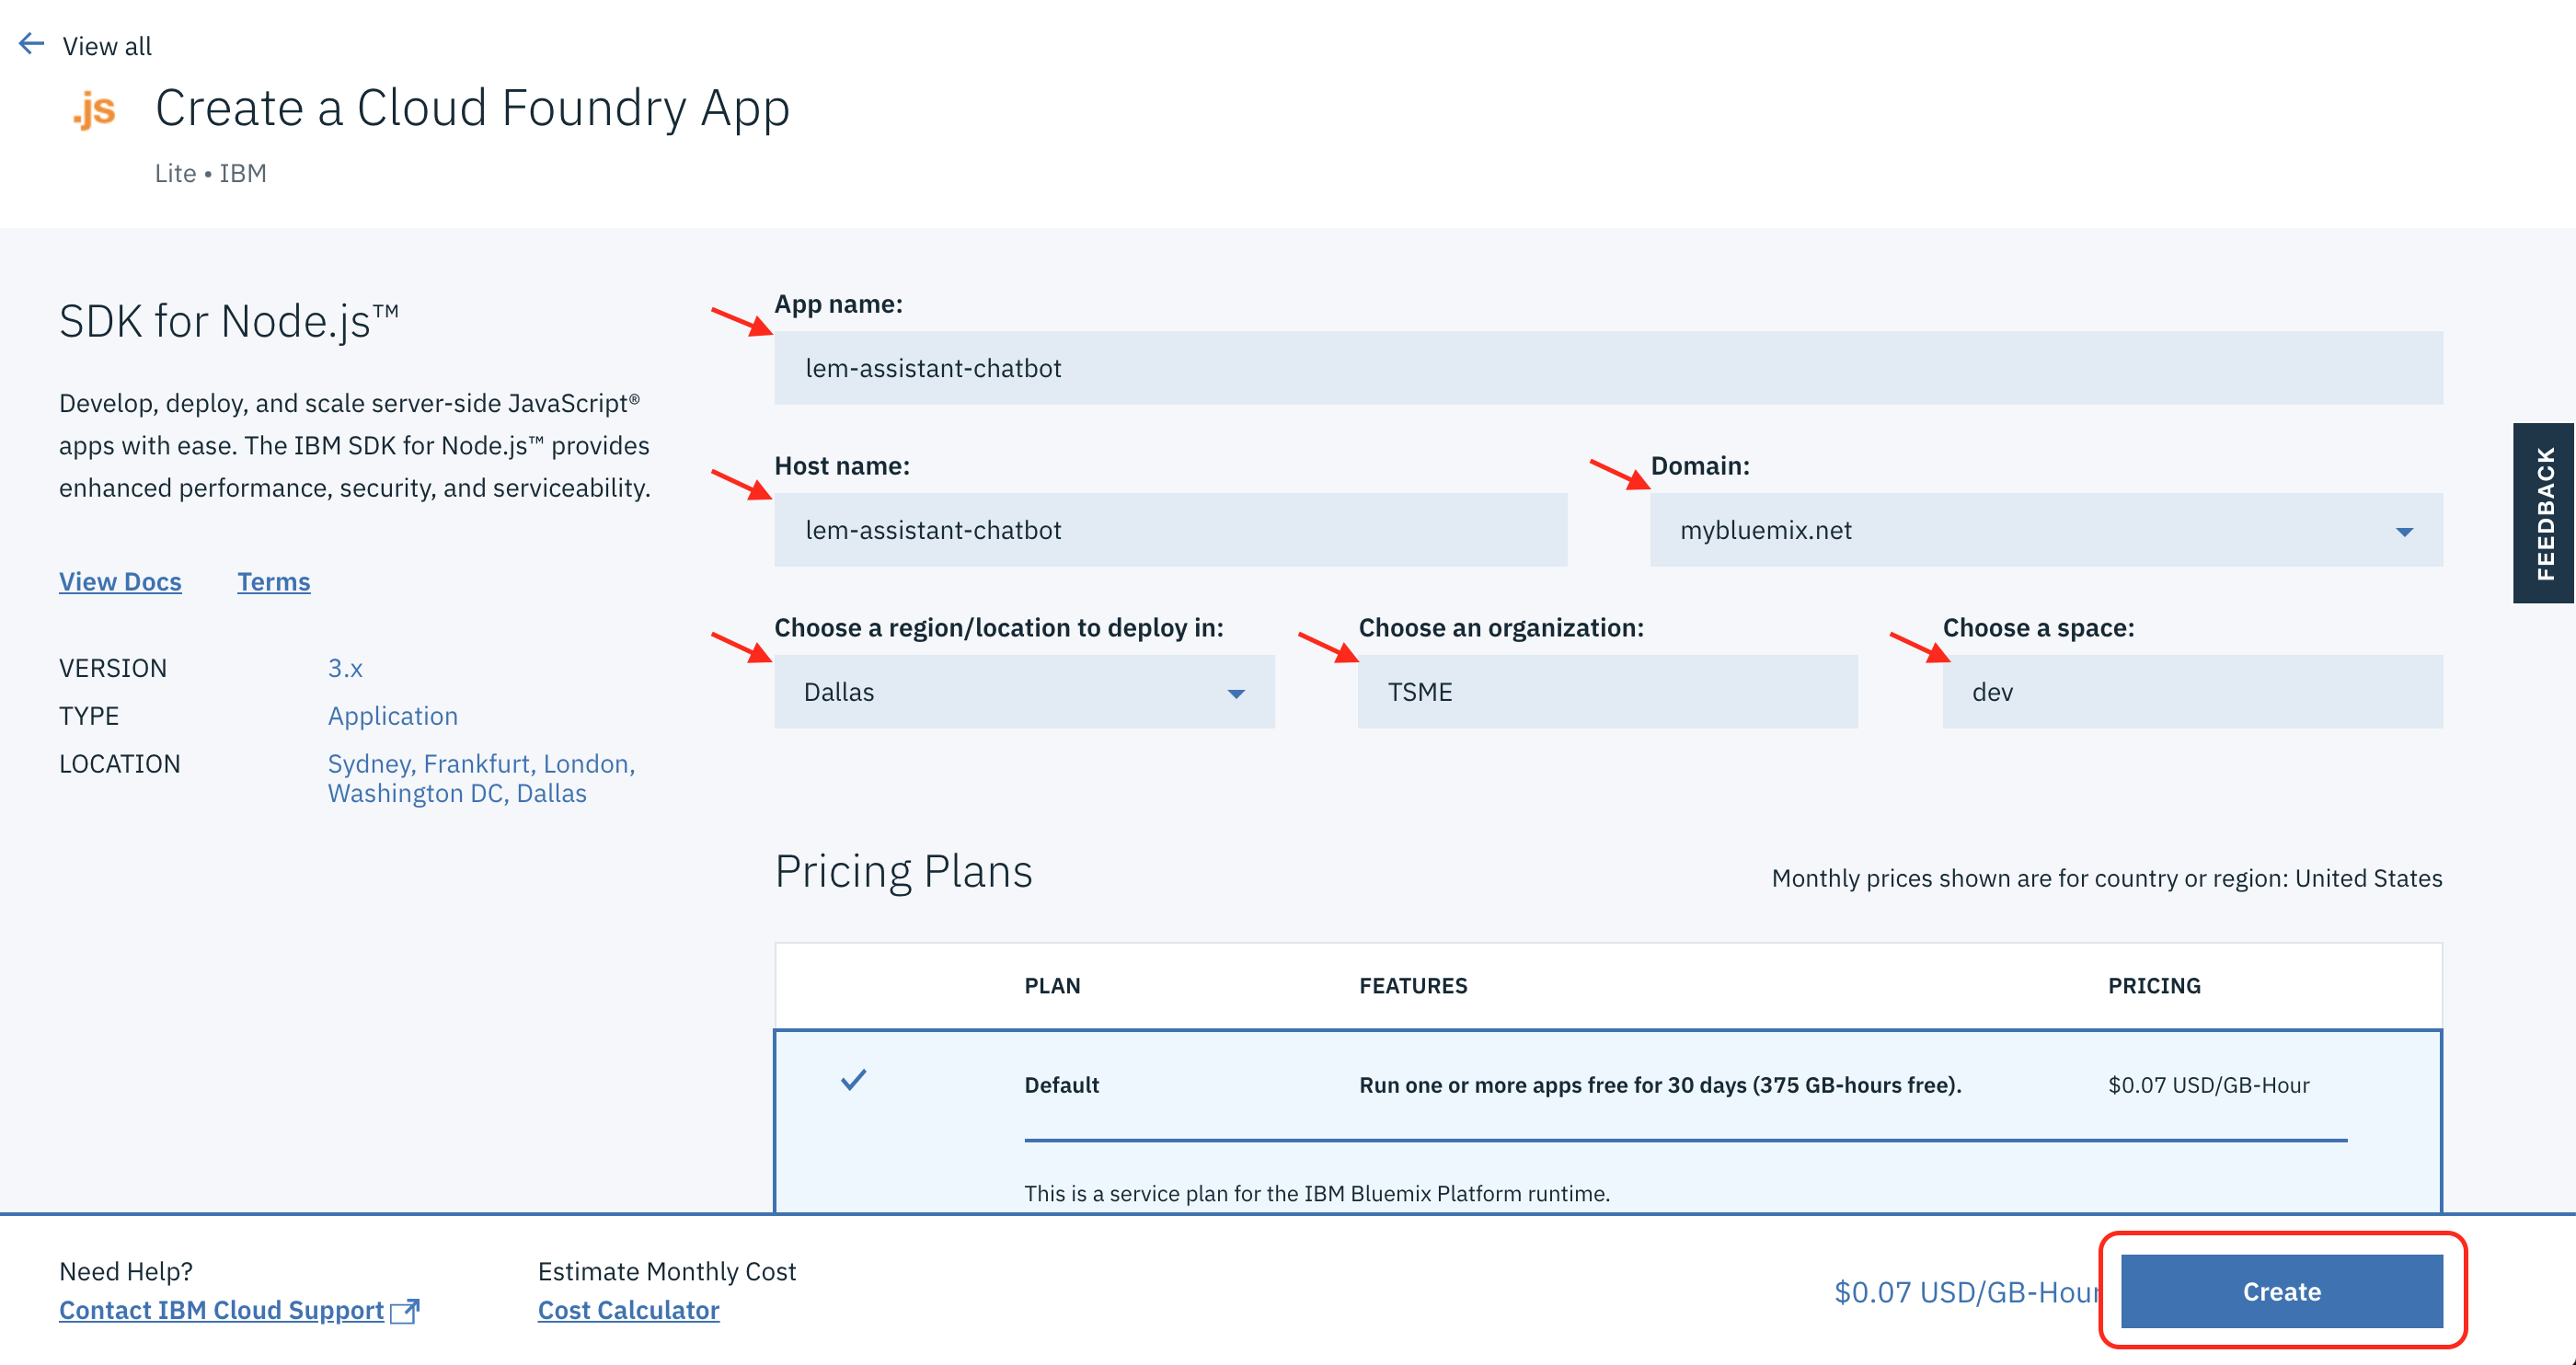 View all
.js
Create a Cloud Foundry App
Lite • IBM
SDK for Node.js™
Develop, deploy, and scale server-side JavaScript®
apps with ease. The IBM SDK for Node.js™ provides
enhanced performance, security, and serviceability.
View Docs Terms
VERSION 3.x
TYPE Application
LOCATION Sydney, Frankfurt, London,
Washington DC, Dallas
App name:
lem-assistant-chatbot
Host name: Domain:
lem-assistant-chatbot mybluemix.net
Choose a region/location to deploy in: Choose an organization: Choose a space:
Dallas TSME dev
Pricing Plans Monthly prices shown are for country or region: United States
PLAN FEATURES PRICING
Default Run one or more apps free for 30 days (375 GB-hours free). $0.07 USD/GB-Hour
This is a service plan for the IBM Bluemix Platform runtime.
FEEDBACK
Need Help? Estimate Monthly Cost
Contact IBM Cloud Support Cost Calculator
$0.07 USD/GB-Hour Create